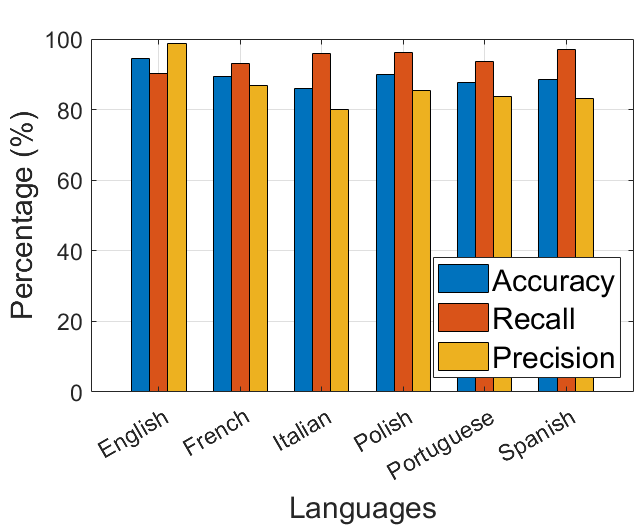 100
80
60
40
20
0
Percentage (%)
Accuracy
Recall
Precision
English
French
Italian
Polish
Portuguese
Spanish
Languages